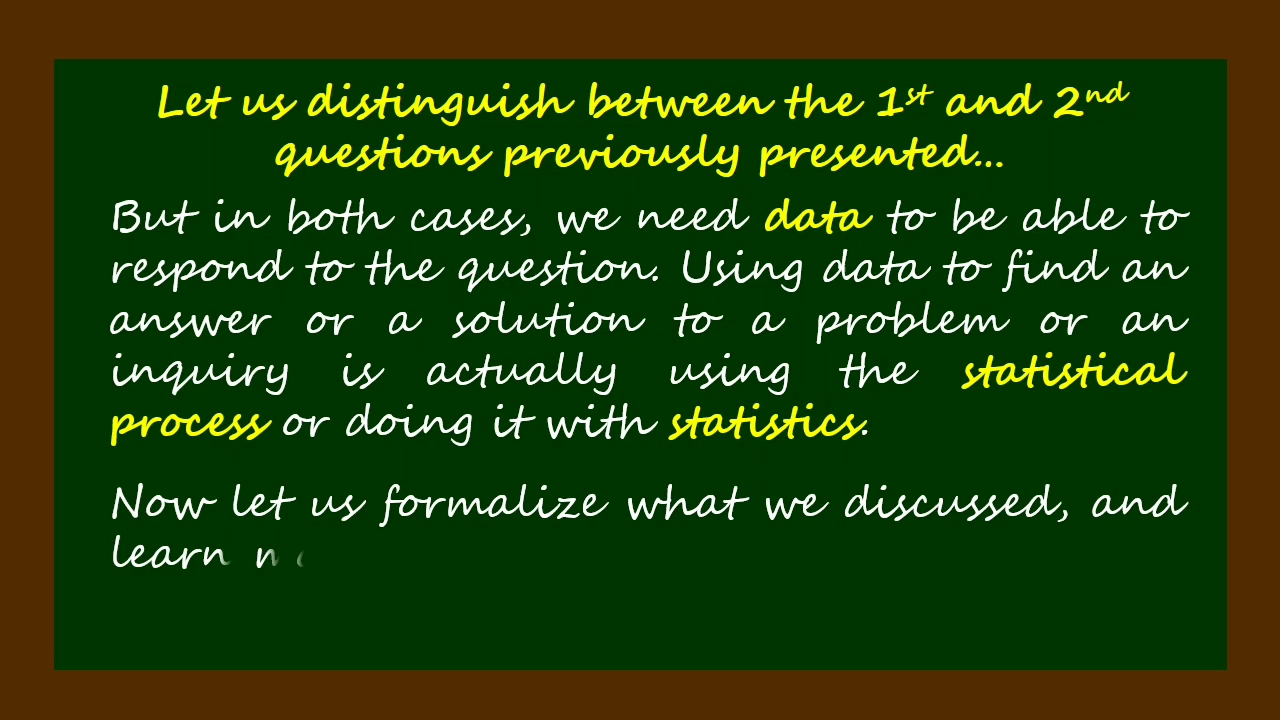 Let us distinguish between the 1st and 2nd
questions previously presented...
But in both cases, we need data to be able to
respond to the question. Using data to find an
answer or a solution to a problem or an
inquiry is actually using the statistical
process or doing it with statistics.
Now let us formalize what we discussed, and
learn